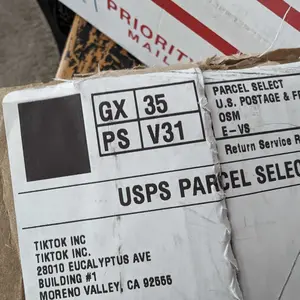 PRIORITY
MAIL
GX 35
PS V31
PARCEL SELECT
U.S. POSTAGE & F
OSM
E-VS
Return Service R
USPS PARCEL SELEC
TIKTOK INC
TIKTOK INC.
28010 EUCALYPTUS AVE
BUILDING #1
MORENO VALLEY, CA 92555